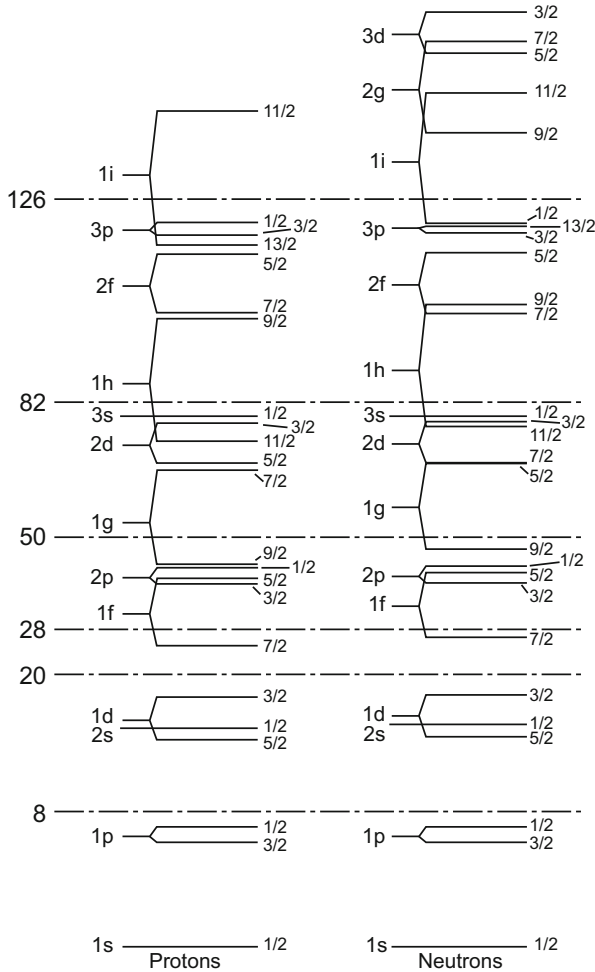 3d 3/2
7/2
5/2
2g
11/2
11/2
9/2
1i 1i
126
1/2 1/2
3p 3/2 3p 13/2
13/2 3/2
5/2 5/2
2f 2f
7/2 9/2
9/2 7/2
1h 1h
82
3s 1/2 3s 1/2
3/2 3/2
2d 11/2 2d 11/2
5/2 7/2
7/2 5/2
1g 1g
50
9/2 9/2
1/2 1/2
2p 5/2 2p 5/2
3/2 3/2
1f 1f
28
7/2 7/2
20
3/2 3/2
1d 1d
2s 1/2 2s 1/2
5/2 5/2
8
1/2 1/2
1p 3/2 1p 3/2
1s 1/2 1s 1/2
Protons Neutrons